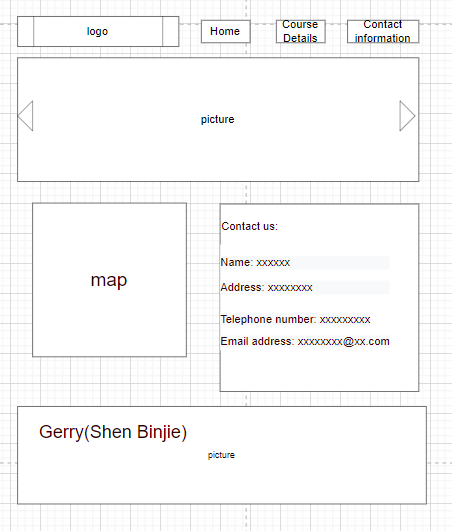 logo
Home
Course
Details
Contact
information
picture
map
Contact us:
Name: xxxxxx
Address: xxxxxxxx
Telephone number: xxxxxxxxx
Email address: xxxxxxxx@xx.com
Gerry(Shen Binjie)
picture